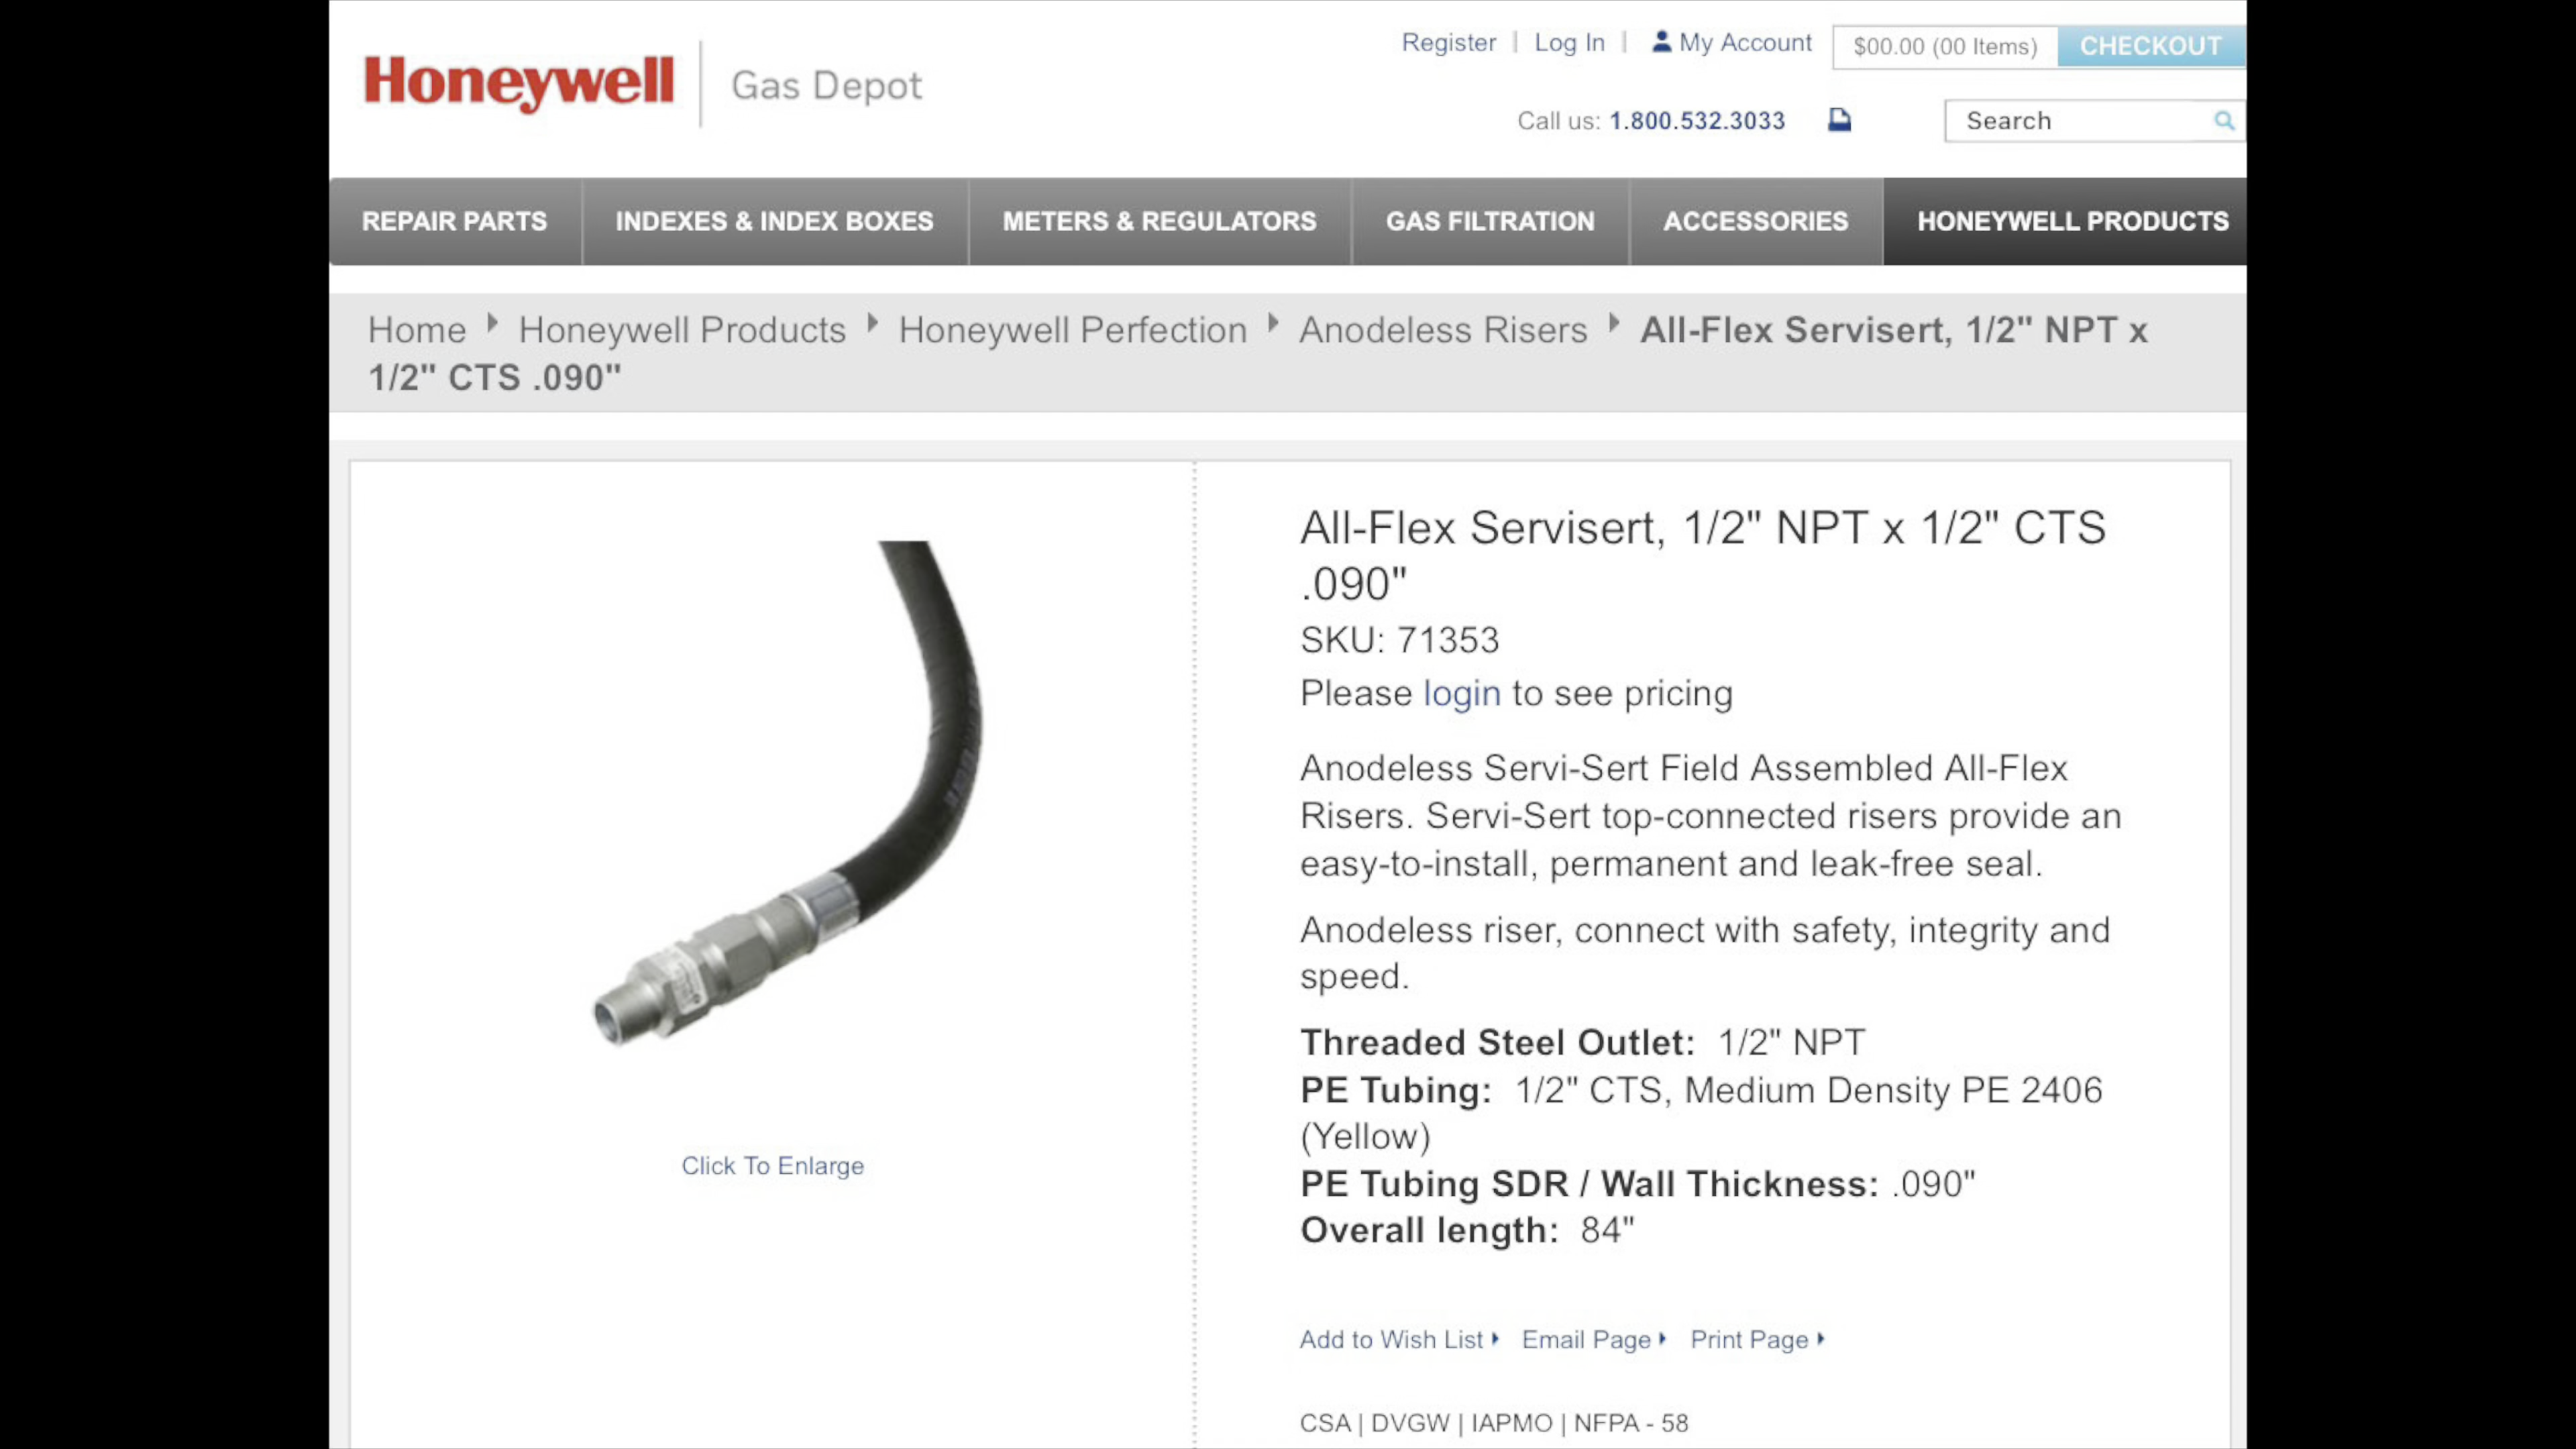 Register | Log In | My Account $00.00 (00 Items) CHECKOUT
Honeywell | Gas Depot
Call us: 1.800.532.3033 Search
REPAIR PARTS INDEXES & INDEX BOXES METERS & REGULATORS GAS FILTRATION ACCESSORIES HONEYWELL PRODUCTS
Home Honeywell Products Honeywell Perfection Anodeless Risers All-Flex Servisert, 1/2" NPT x
1/2" CTS .090"
All-Flex Servisert, 1/2" NPT x 1/2" CTS
.090"
SKU: 71353
Please login to see pricing
Anodeless Servi-Sert Field Assembled All-Flex
Risers. Servi-Sert top-connected risers provide an
easy-to-install, permanent and leak-free seal.
Anodeless riser, connect with safety, integrity and
speed.
Threaded Steel Outlet: 1/2" NPT
PE Tubing: 1/2" CTS, Medium Density PE 2406
(Yellow)
PE Tubing SDR / Wall Thickness: .090"
Overall length: 84"
Click To Enlarge
Add to Wish List Email Page Print Page
CSA | DVGW | IAPMO | NFPA - 58